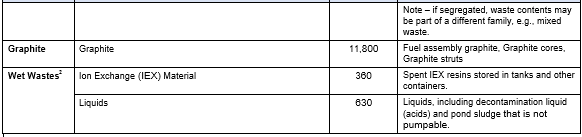 Note – if segregated, waste contents may
be part of a different family, e.g., mixed
waste.
Graphite Graphite 11,800 Fuel assembly graphite, Graphite cores,
Graphite struts
Wet Wastes² Ion Exchange (IEX) Material 360 Spent IEX resins stored in tanks and other
containers.
Liquids 630 Liquids, including decontamination liquid
(acids) and pond sludge that is not
pumpable.